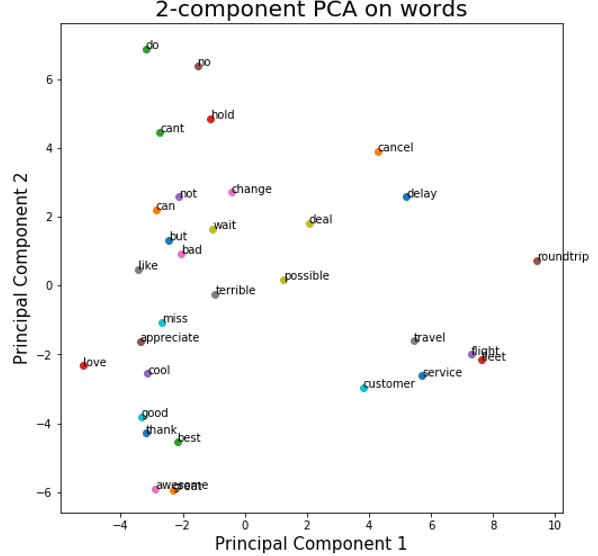 2-component PCA on words
do
no
6
hold
cant
4
cancel
not
change
delay
can
2
deal
wait
but
bad
roundtrip
like
possible
0
terrible
miss
appreciate
travel
flight
fleet
-2
love
cool
service
customer
good
-4
thank
best
awesome
great
-6
-4
-2
0
2
4
6
8
10
Principal Component 1
Principal Component 2